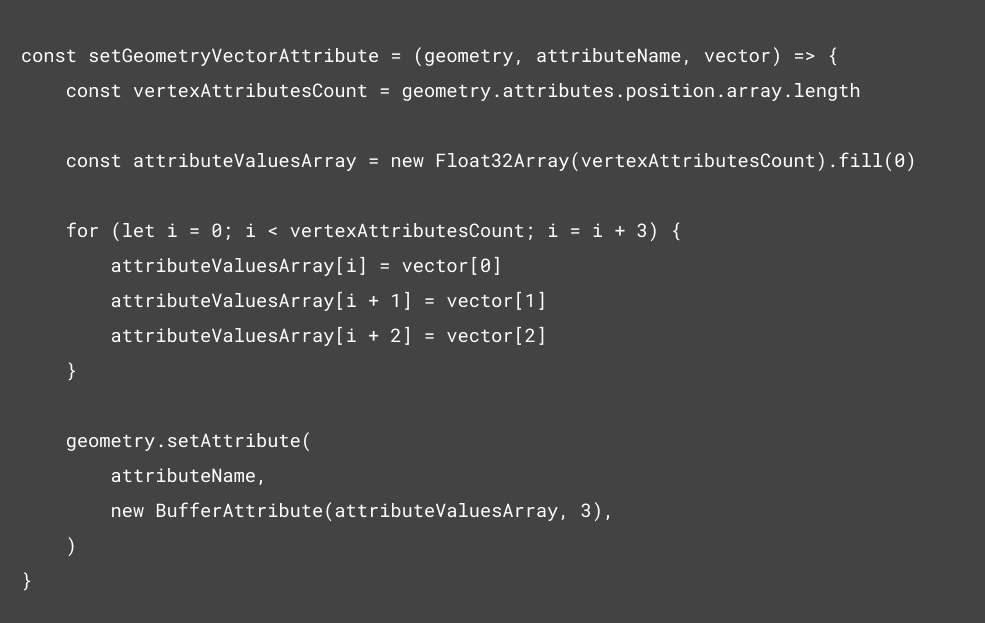 const setGeometryVectorAttribute = (geometry, attributeName, vector) => {
    const vertexAttributesCount = geometry.attributes.position.array.length

    const attributeValuesArray = new Float32Array(vertexAttributesCount).fill(0)

    for (let i = 0; i < vertexAttributesCount; i = i + 3) {
        attributeValuesArray[i] = vector[0]
        attributeValuesArray[i + 1] = vector[1]
        attributeValuesArray[i + 2] = vector[2]
    }

    geometry.setAttribute(
        attributeName,
        new BufferAttribute(attributeValuesArray, 3),
    )
}